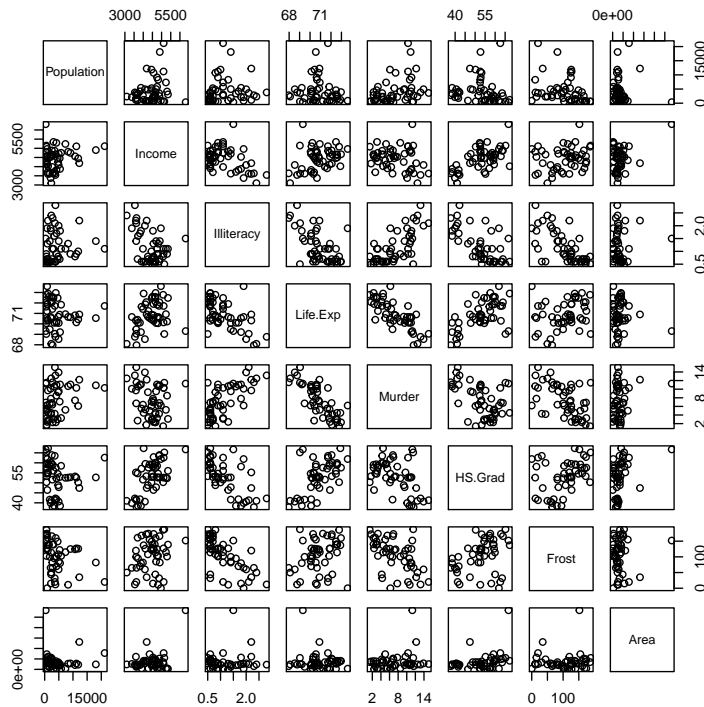 3000 5500 68 71 40 55 0e+00
Population
0 15000
3000 5500
Income
Illiteracy
0.5 2.0
68 71
Life.Exp
Murder
2 4 8 14
40 55
HS.Grad
Frost
0 100
0e+00
Area
0 15000 0.5 2.0 2 8 14 0 100